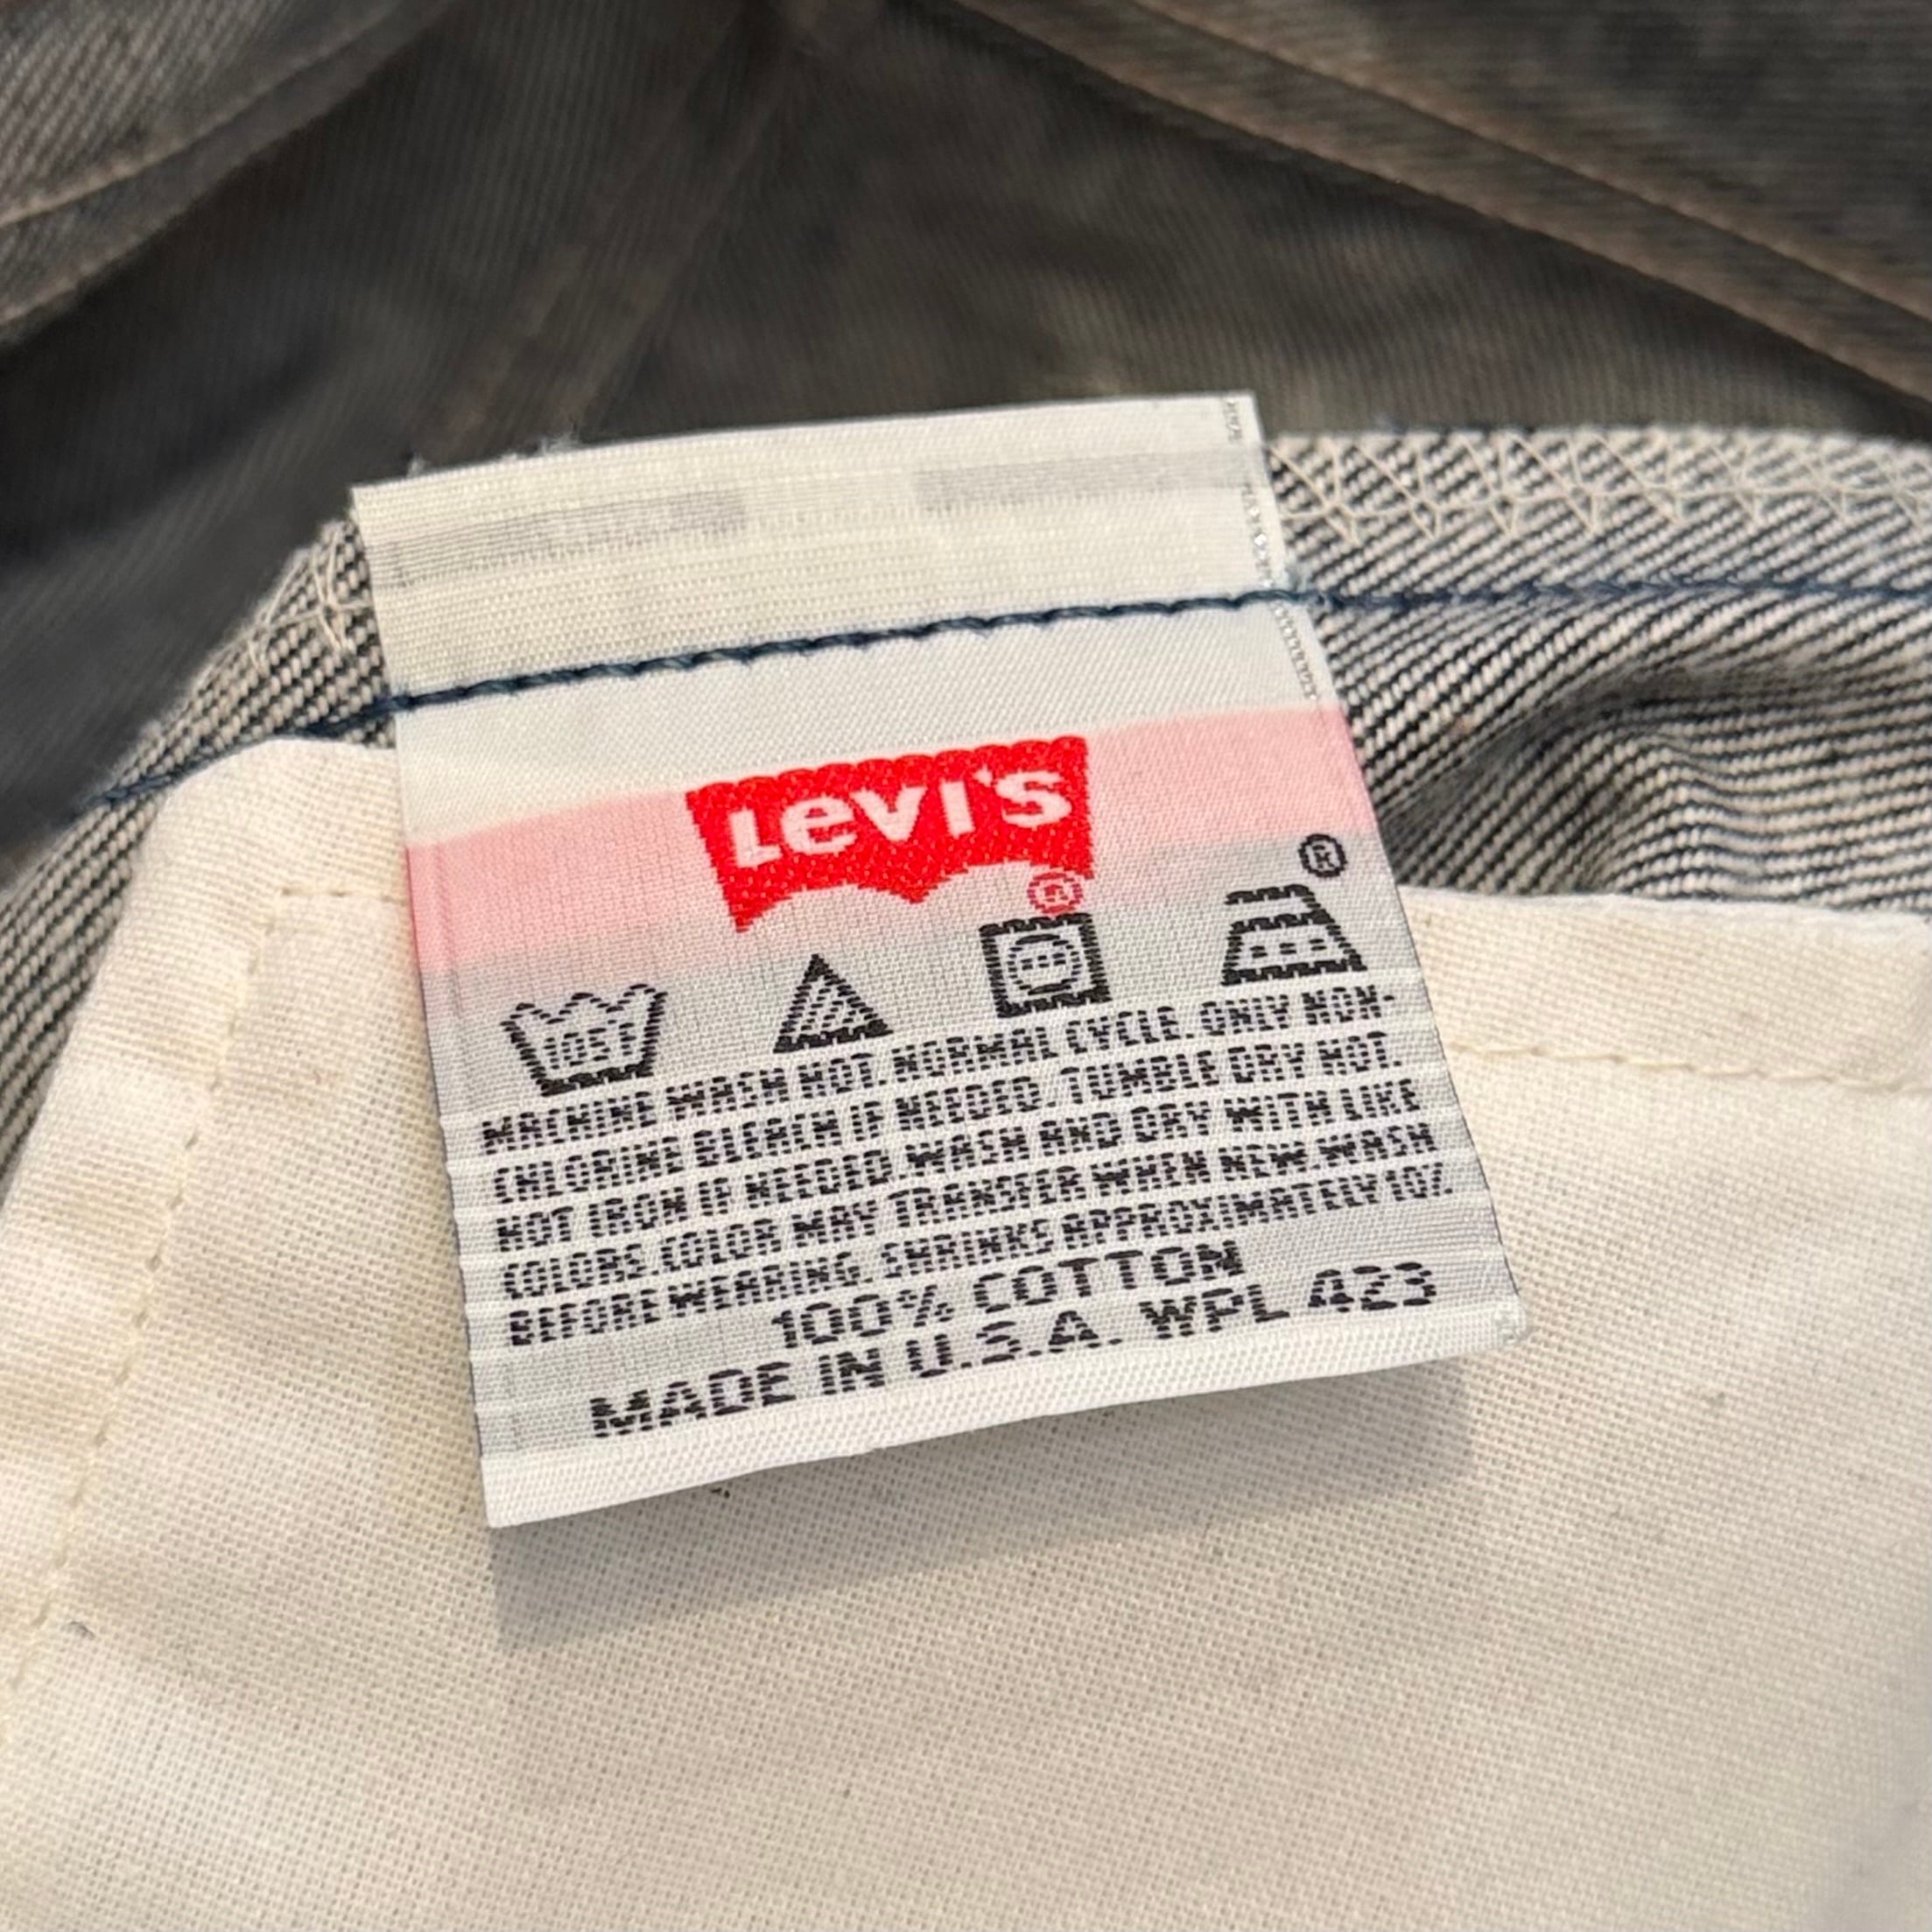 Levi's
®
®
105F
MACHINE WASH HOT. NORMAL CYCLE. ONLY NON-
CHLORINE BLEACH IF NEEDED. TUMBLE DRY HOT.
HOT IRON IF NEEDED. WASH AND DRY WITH LIKE
COLORS. COLOR MAY TRANSFER WHEN NEW. WASH
BEFORE WEARING. SHRINKS APPROXIMATELY 10%
100% COTTON
MADE IN U.S.A. WPL 423